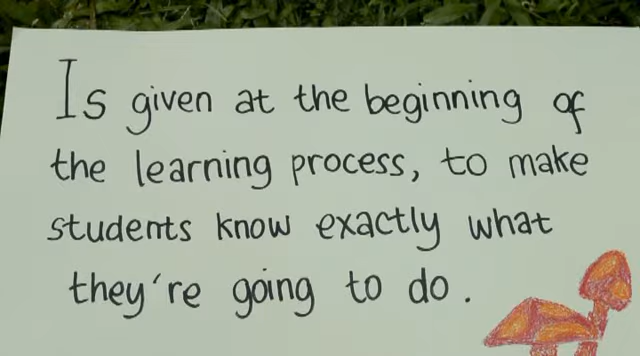 Is given at the beginning of
the learning process, to make
students know exactly what
they're going to do.